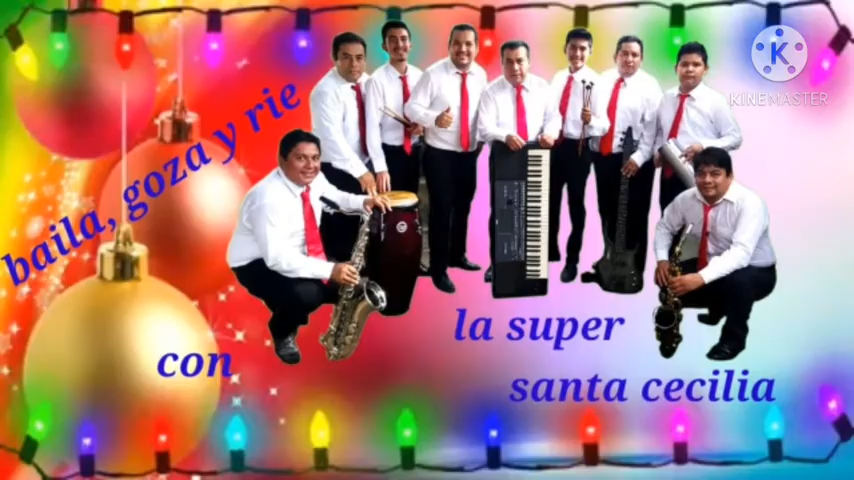 baila, goza y rie
con
la super
santa cecilia
K
KINEMASTER